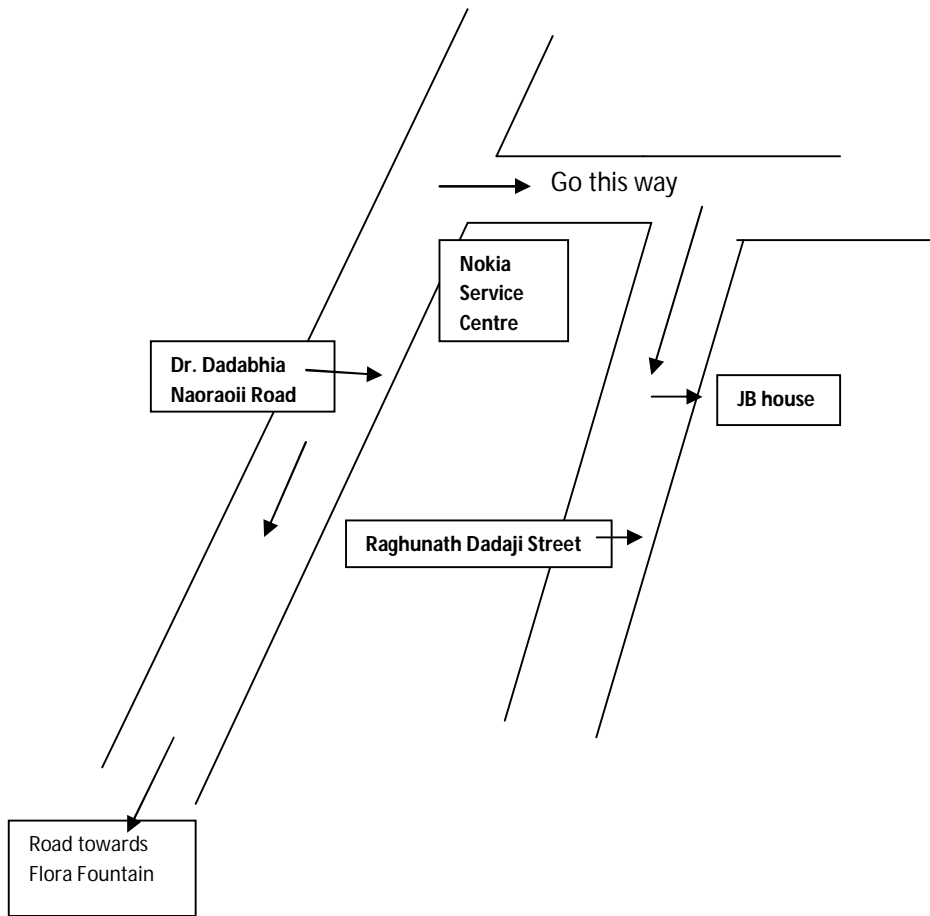 Go this way
Nokia
Service
Centre
Dr. Dadabhia
Naoraoii Road
JB house
Raghunath Dadaji Street
Road towards
Flora Fountain